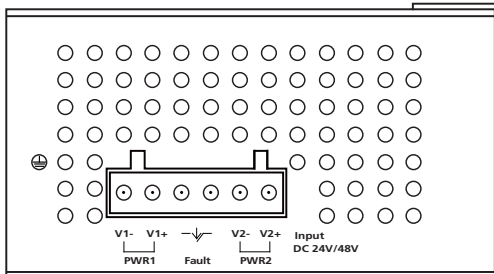 V1- V1+ V2- V2+ Input
DC 24V/48V
PWR1 Fault PWR2